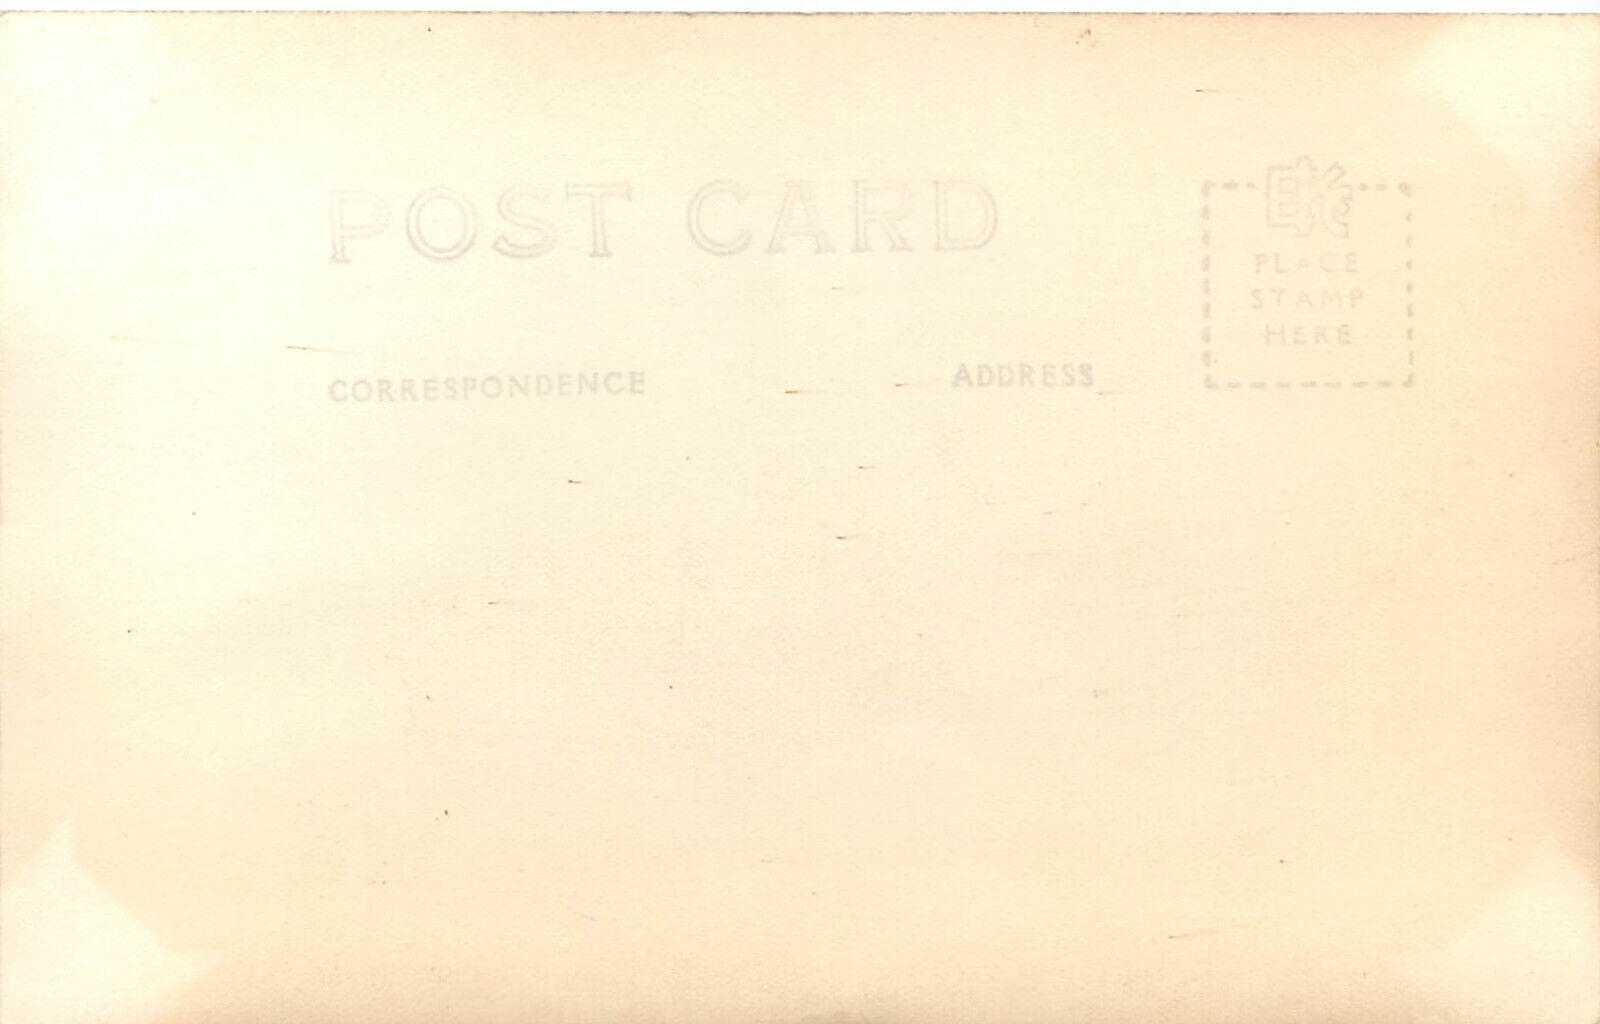 POST CARD
PLACE
STAMP
HERE
CORRESPONDENCE
ADDRESS